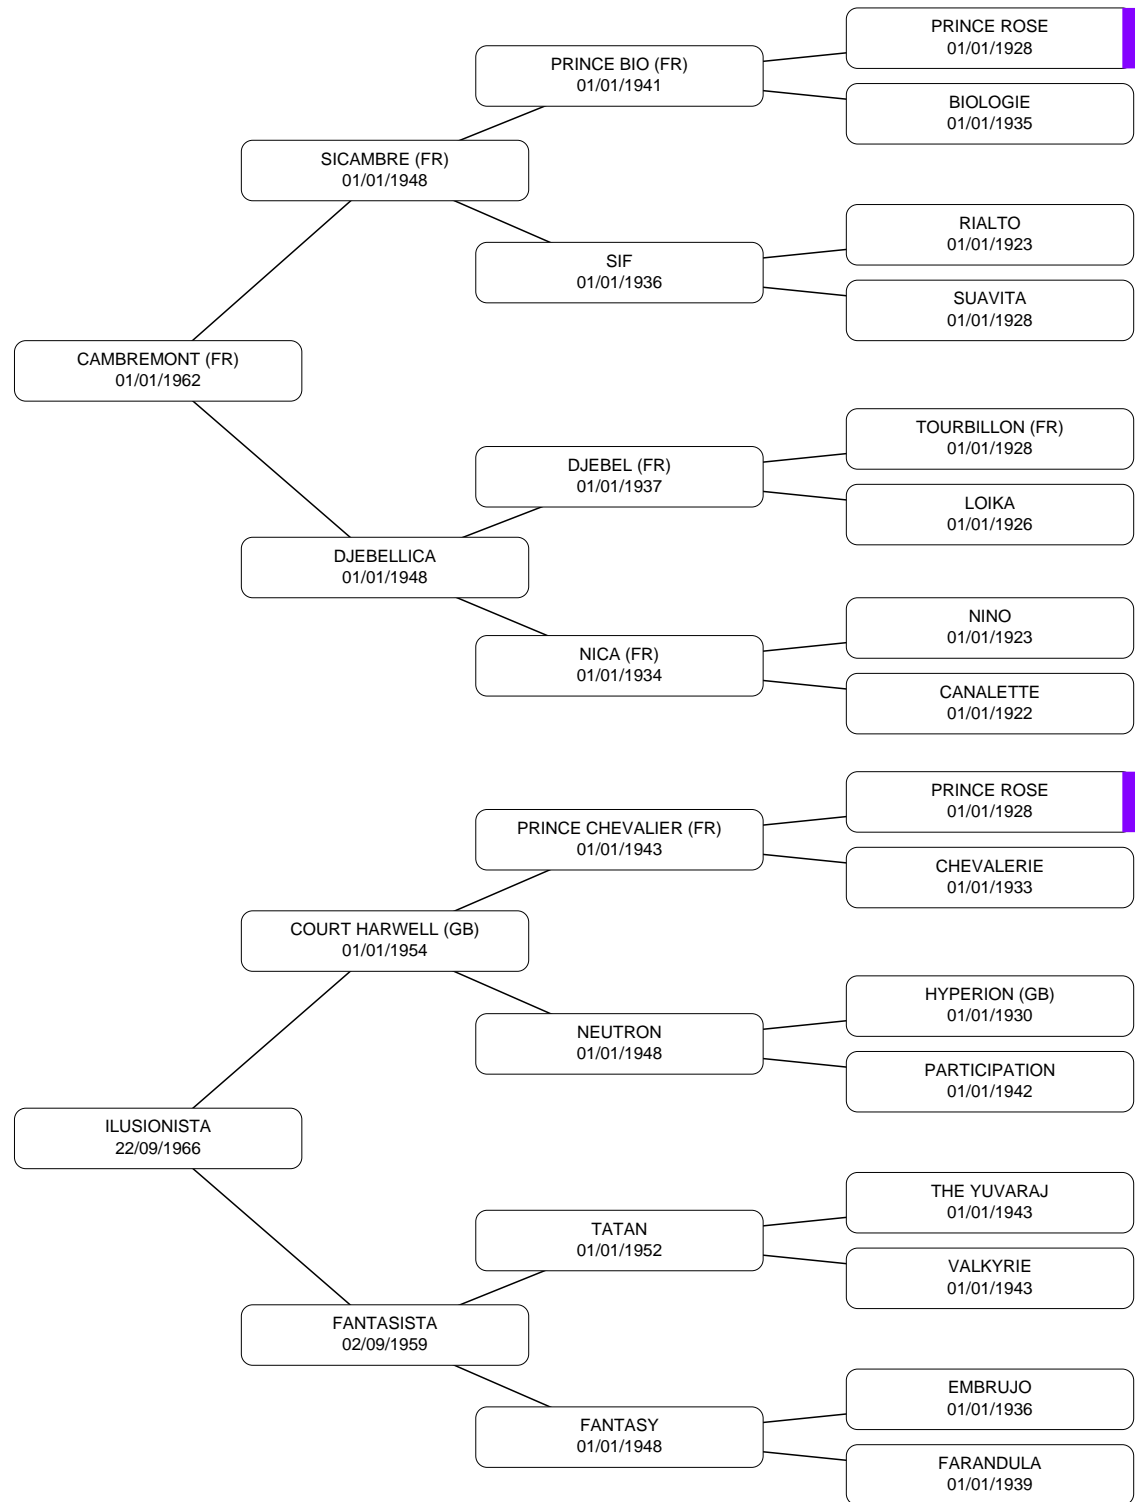 PRINCE ROSE
01/01/1928
PRINCE BIO (FR)
01/01/1941
BIOLOGIE
01/01/1935
SICAMBRE (FR)
01/01/1948
RIALTO
01/01/1923
SIF
01/01/1936
SUAVITA
01/01/1928
CAMBREMONT (FR)
01/01/1962
TOURBILLON (FR)
01/01/1928
DJEBEL (FR)
01/01/1937
LOIKA
01/01/1926
DJEBELLICA
01/01/1948
NINO
01/01/1923
NICA (FR)
01/01/1934
CANALETTE
01/01/1922
PRINCE ROSE
01/01/1928
PRINCE CHEVALIER (FR)
01/01/1943
CHEVALERIE
01/01/1933
COURT HARWELL (GB)
01/01/1954
HYPERION (GB)
01/01/1930
NEUTRON
01/01/1948
PARTICIPATION
01/01/1942
ILUSIONISTA
22/09/1966
THE YUVARAJ
01/01/1943
TATAN
01/01/1952
VALKYRIE
01/01/1943
FANTASISTA
02/09/1959
EMBRUJO
01/01/1936
FANTASY
01/01/1948
FARANDULA
01/01/1939